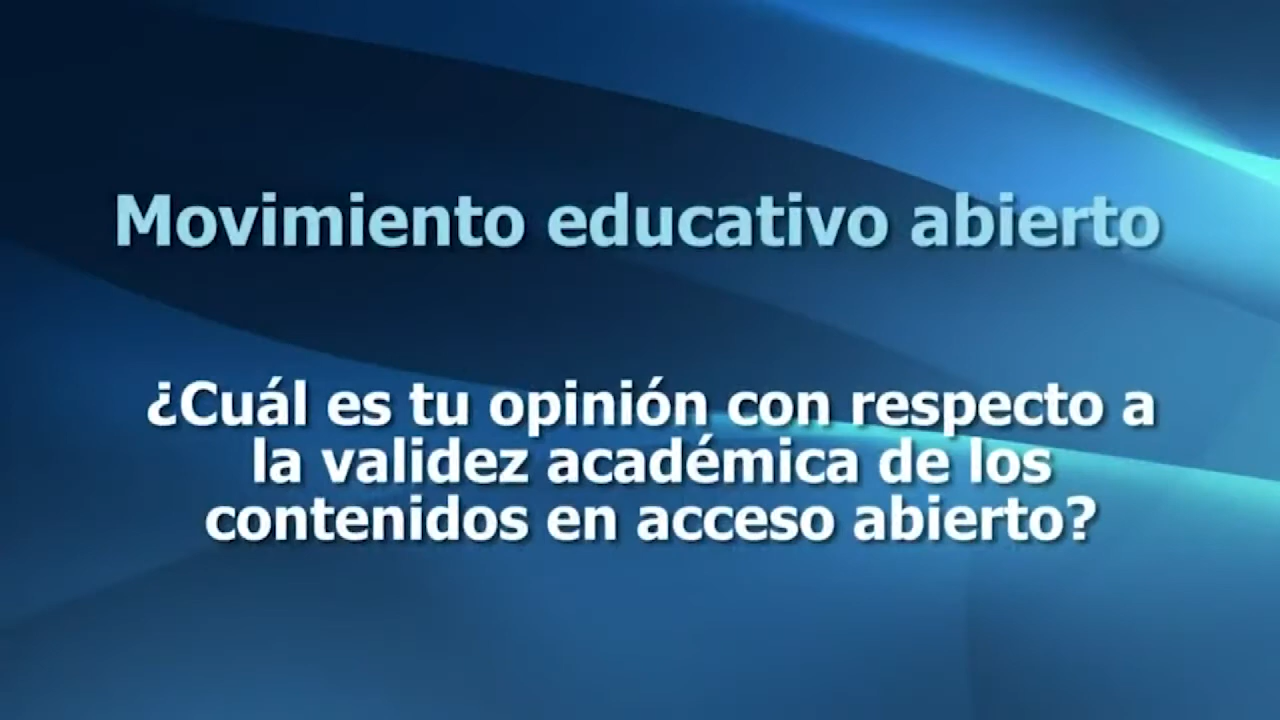 Movimiento educativo abierto
¿Cuál es tu opinión con respecto a
la validez académica de los
contenidos en acceso abierto?